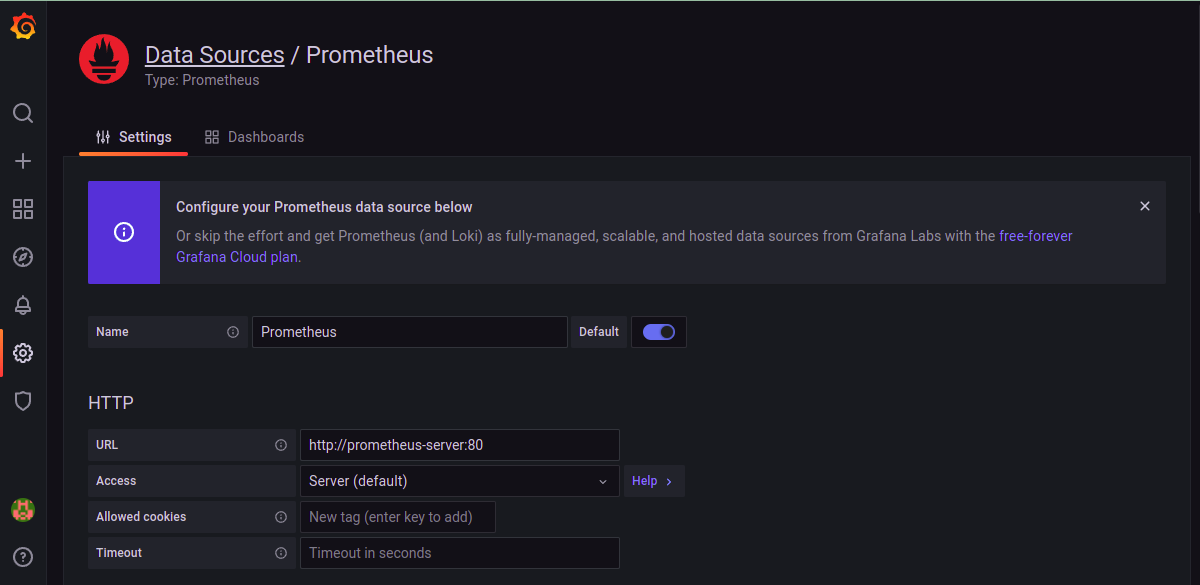 Data Sources / Prometheus
Type: Prometheus
Settings
Dashboards
Configure your Prometheus data source below
Or skip the effort and get Prometheus (and Loki) as fully-managed, scalable, and hosted data sources from Grafana Labs with the free-forever
Grafana Cloud plan.
Name
Prometheus
Default
HTTP
URL
http://prometheus-server:80
Access
Server (default)
Help
Allowed cookies
New tag (enter key to add)
Timeout
Timeout in seconds